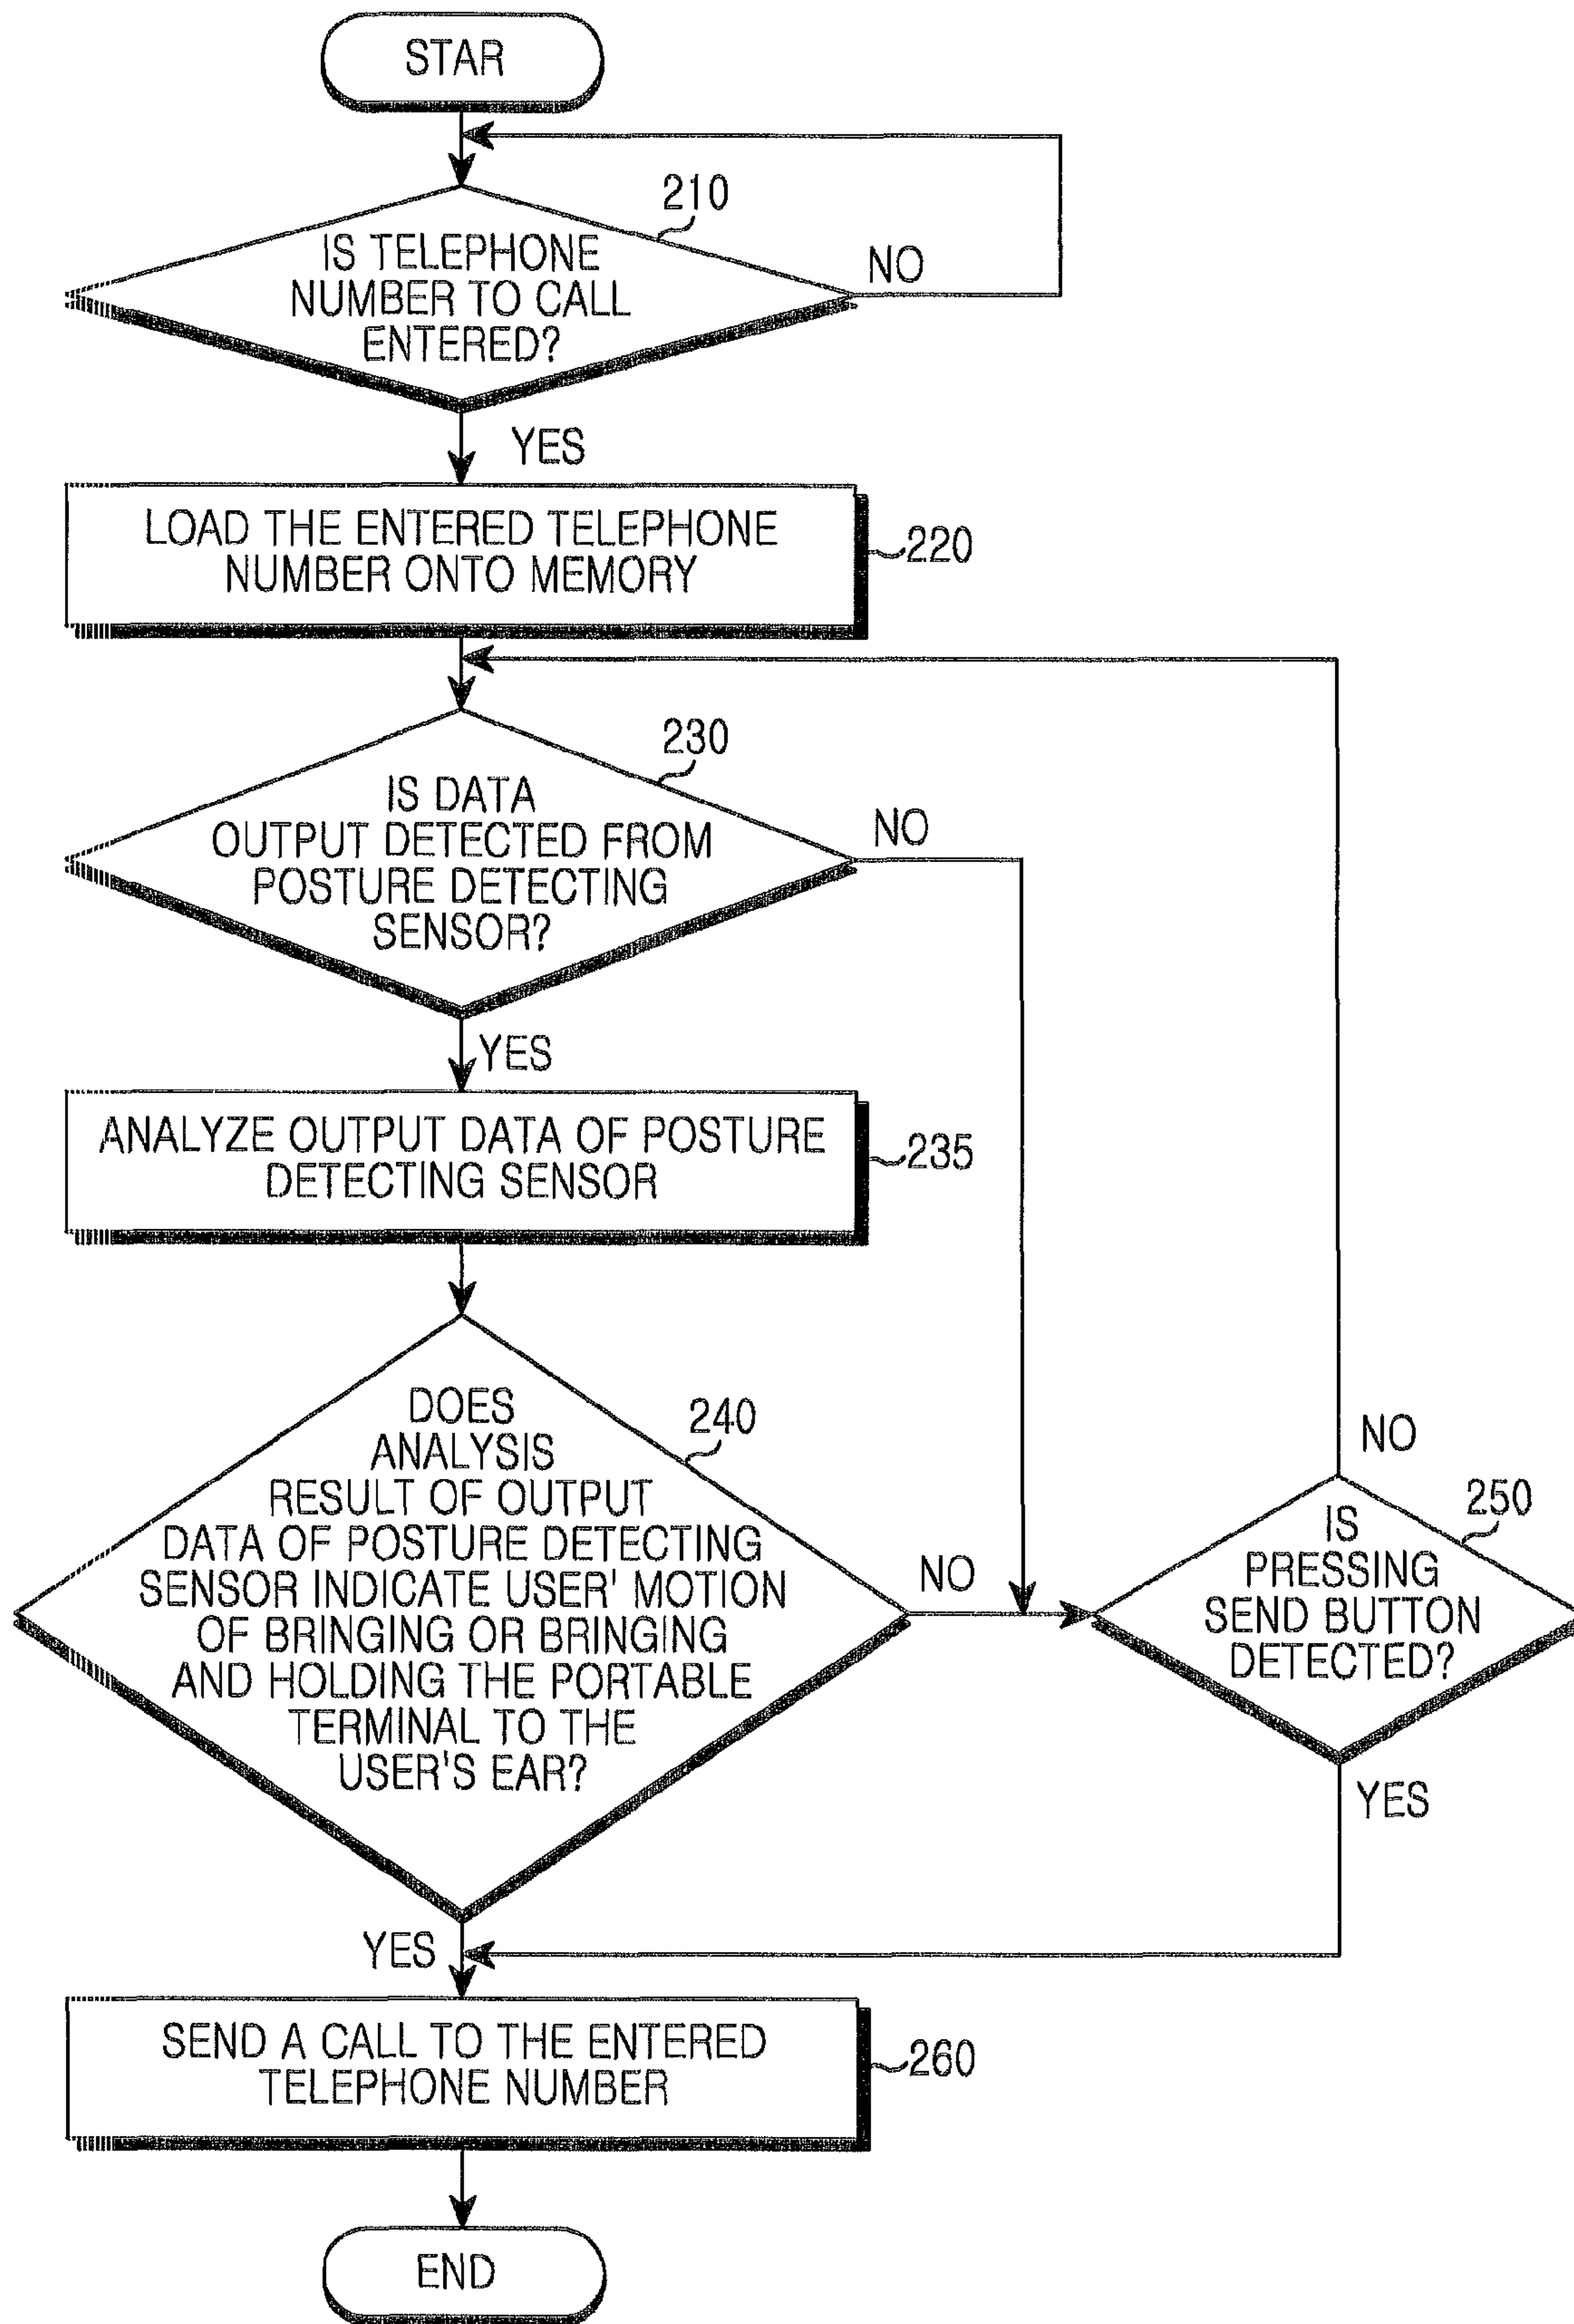 STAR
210
IS TELEPHONE
NUMBER TO CALL
ENTERED?
NO
YES
LOAD THE ENTERED TELEPHONE
NUMBER ONTO MEMORY
220
230
IS DATA
OUTPUT DETECTED FROM
POSTURE DETECTING
SENSOR?
NO
YES
ANALYZE OUTPUT DATA OF POSTURE
DETECTING SENSOR
235
240
DOES
ANALYSIS
RESULT OF OUTPUT
DATA OF POSTURE DETECTING
SENSOR INDICATE USER' MOTION
OF BRINGING OR BRINGING
AND HOLDING THE PORTABLE
TERMINAL TO THE
USER'S EAR?
NO
NO
250
IS
PRESSING
SEND BUTTON
DETECTED?
YES
YES
SEND A CALL TO THE ENTERED
TELEPHONE NUMBER
260
END